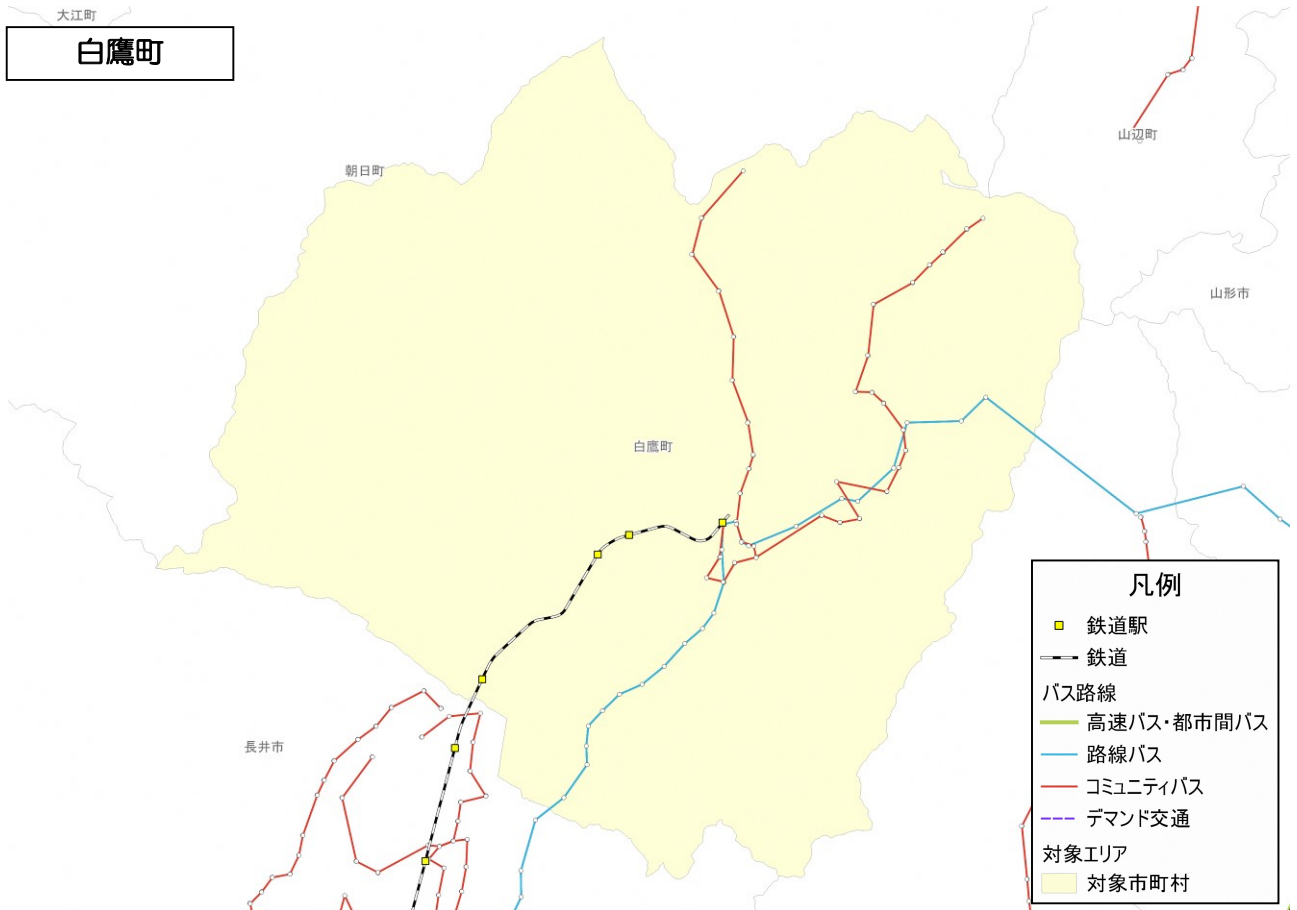 大江町
白鷹町
朝日町
山辺町
山形市
白鷹町
長井市
凡例
鉄道駅
鉄道
バス路線
高速バス・都市間バス
路線バス
コミュニティバス
デマンド交通
対象エリア
対象市町村